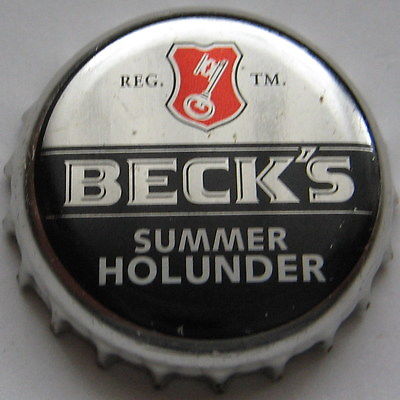 REG. TM.
BECK'S
SUMMER
HOLUNDER